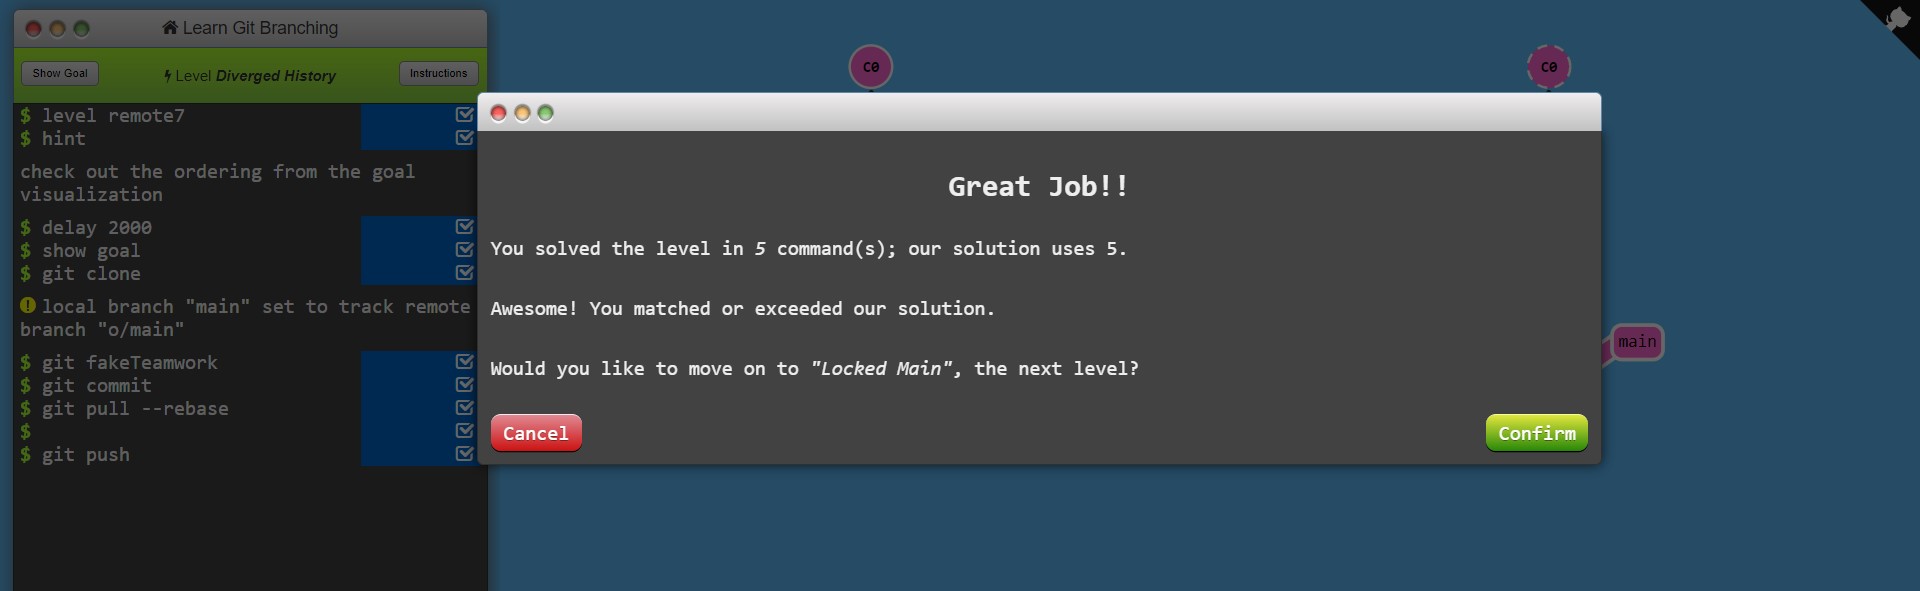 Learn Git Branching
Show Goal
Level Diverged History
Instructions
$ level remote7
$ hint
check out the ordering from the goal
visualization
$ delay 2000
$ show goal
$ git clone
local branch "main" set to track remote
branch "o/main"
$ git fakeTeamwork
$ git commit
$ git pull --rebase
$
$ git push
C0
C0
Great Job!!
You solved the level in 5 command(s); our solution uses 5.
Awesome! You matched or exceeded our solution.
Would you like to move on to "Locked Main", the next level?
Cancel
Confirm
main